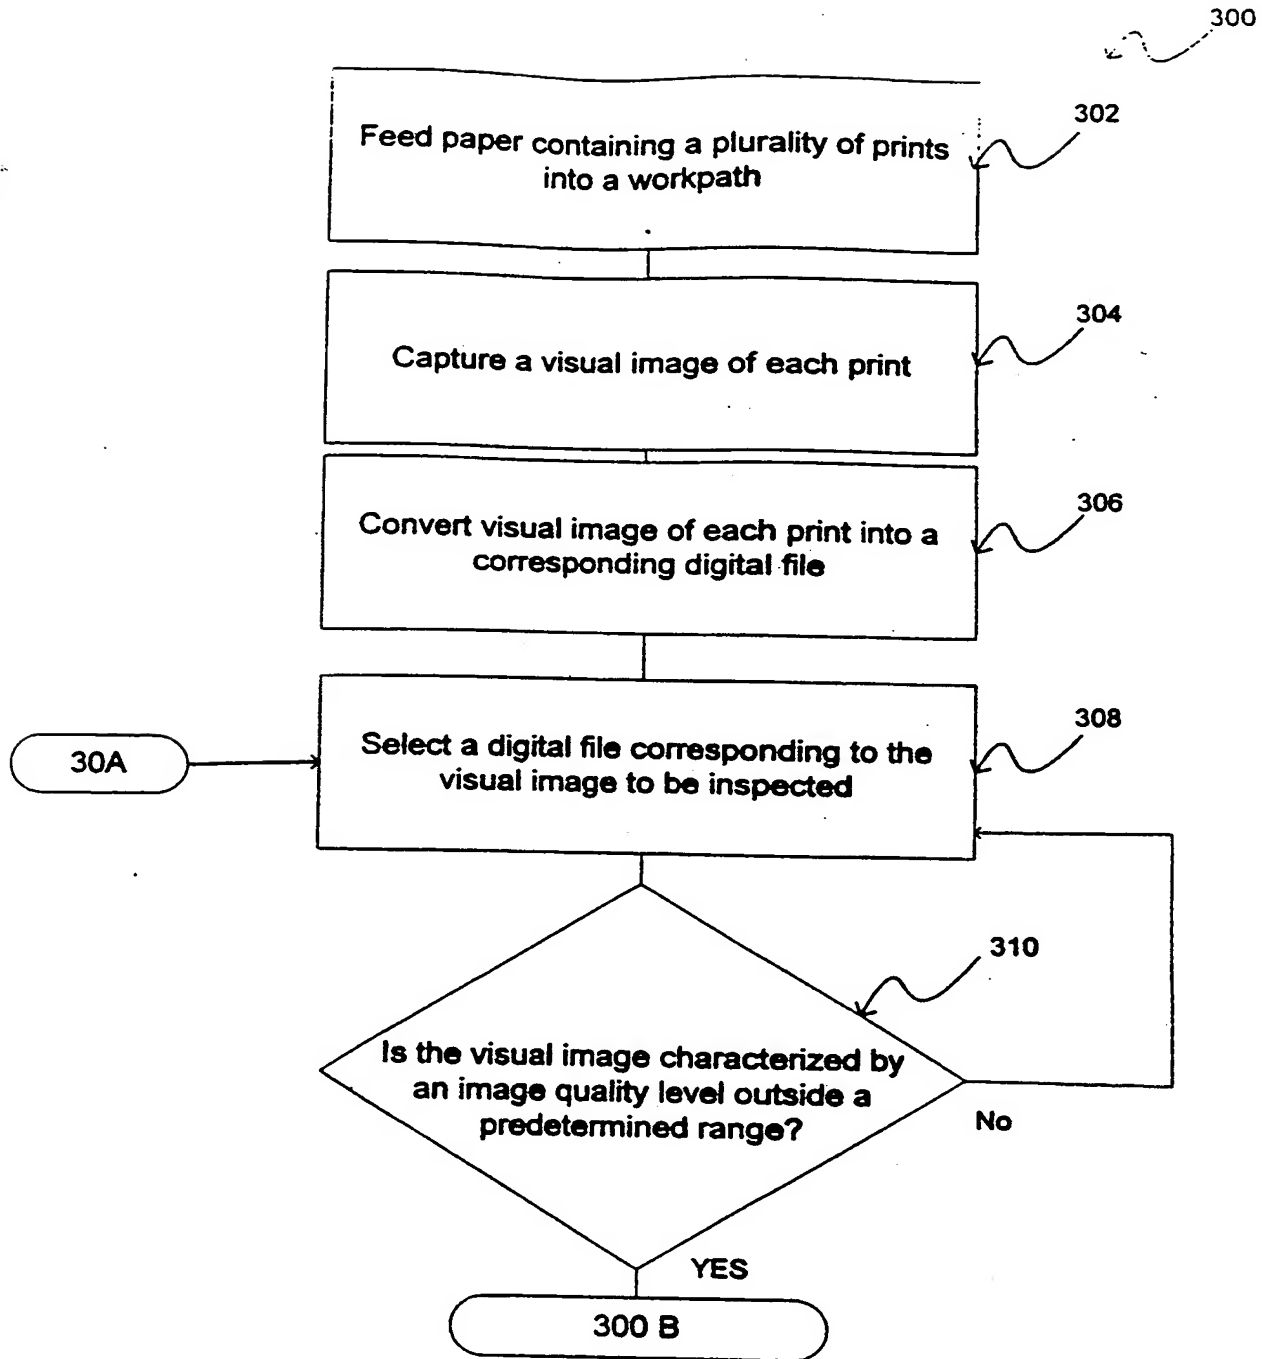 300
Feed paper containing a plurality of prints
into a workpath
302
Capture a visual image of each print
304
Convert visual image of each print into a
corresponding digital file
306
30A
Select a digital file corresponding to the
visual image to be inspected
308
310
Is the visual image characterized by
an image quality level outside a
predetermined range?
No
YES
300 B